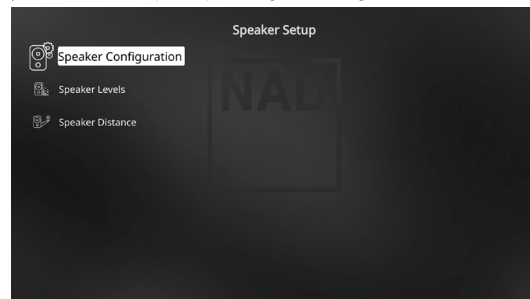 Speaker Setup
Speaker Configuration
Speaker Levels
Speaker Distance
NAD